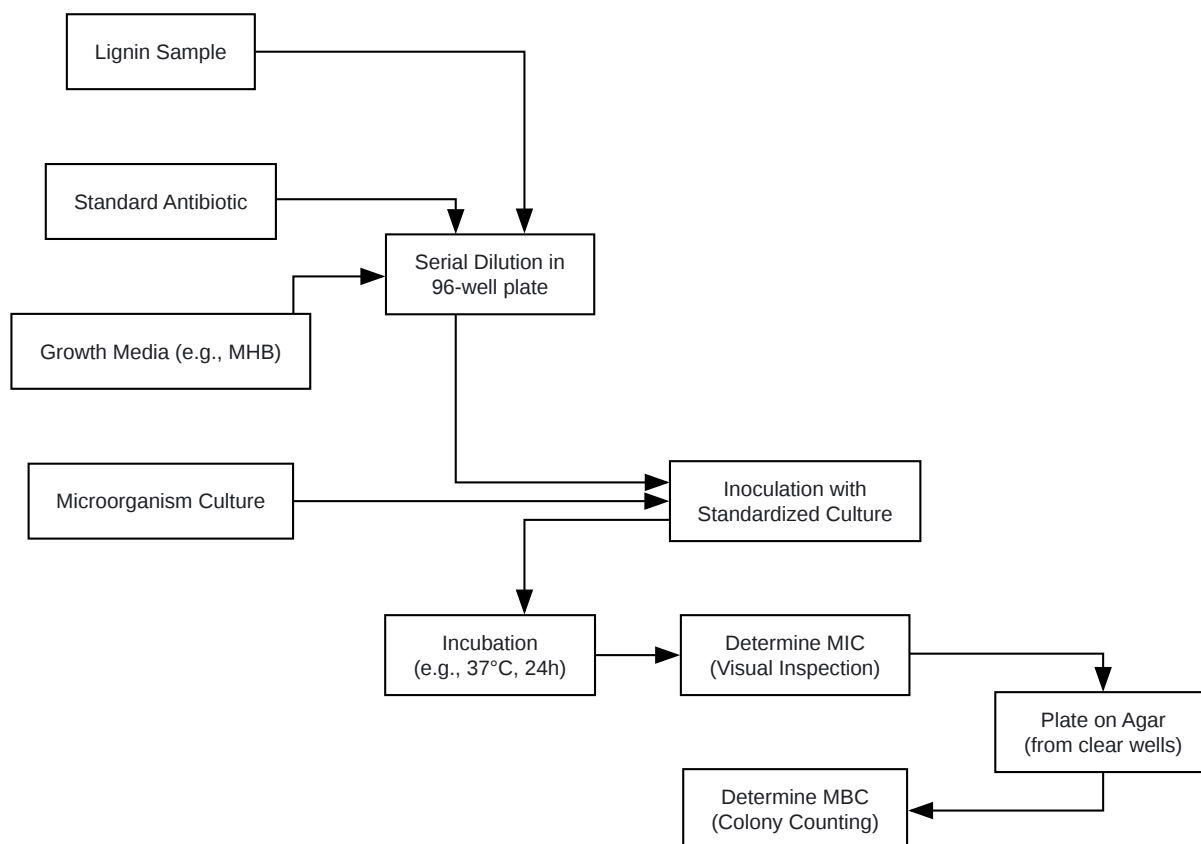 Lignin Sample
Standard Antibiotic
Serial Dilution in
96-well plate
Growth Media (e.g., MHB)
Microorganism Culture
Inoculation with
Standardized Culture
Incubation
(e.g., 37°C, 24h)
Determine MIC
(Visual Inspection)
Plate on Agar
(from clear wells)
Determine MBC
(Colony Counting)